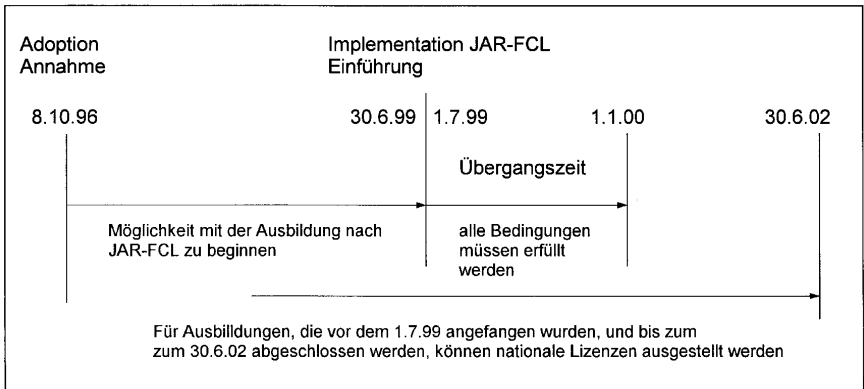 Adoption
Annahme
Implementation JAR-FCL
Einführung
8.10.96
30.6.99
1.7.99
1.1.00
30.6.02
Übergangszeit
Möglichkeit mit der Ausbildung nach
JAR-FCL zu beginnen
alle Bedingungen
müssen erfüllt
werden
Für Ausbilldungen, die vor dem 1.7.99 angefangen wurden, und bis zum
zum 30.6.02 abgeschlossen werden, können nationale Lizenzen ausgestellt werden